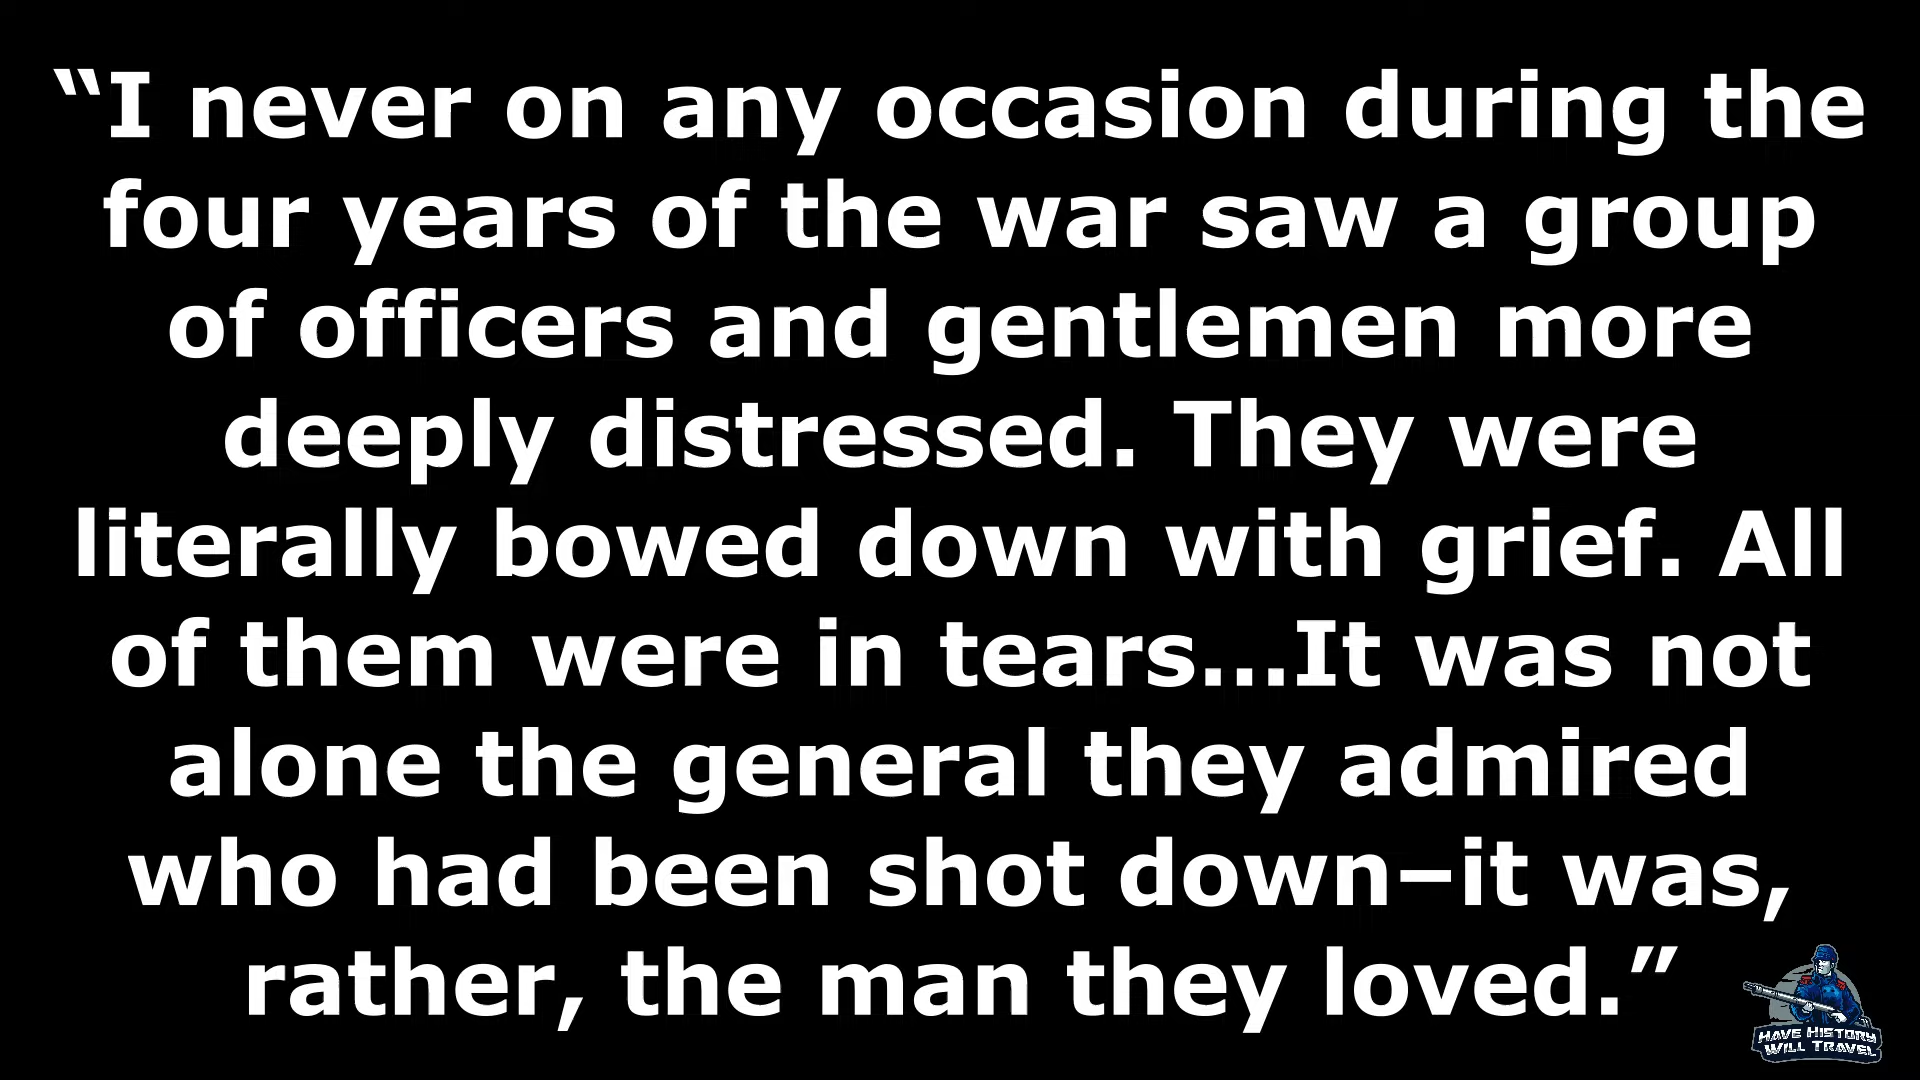 “I never on any occasion during the
four years of the war saw a group
of officers and gentlemen more
deeply distressed. They were
literally bowed down with grief. All
of them were in tears...It was not
alone the general they admired
who had been shot down–it was,
rather, the man they loved.”
HAVE HISTORY
WILL TRAVEL